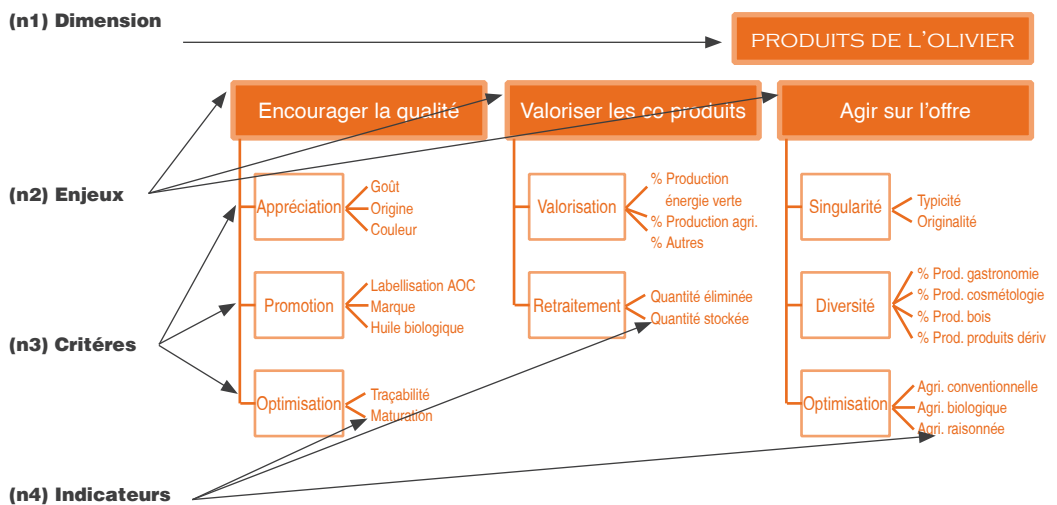 (n1) Dimension
PRODUITS DE L'OLIVIER
Encourager la qualité
Valoriser les co produits
Agir sur l'offre
(n2) Enjeux
Appréciation
Goût
Origine
Couleur
Valorisation
% Production
énergie verte
% Production agri.
% Autres
Singularité
Typicité
Originalité
Promotion
Labellisation AOC
Marque
Huile biologique
Retraitement
Quantité éliminée
Quantité stockée
Diversité
% Prod. gastronomie
% Prod. cosmétologie
% Prod. bois
% Prod. produits dériv
(n3) Critéres
Optimisation
Traçabilité
Maturation
Optimisation
Agri. conventionnelle
Agri. biologique
Agri. raisonnée
(n4) Indicateurs